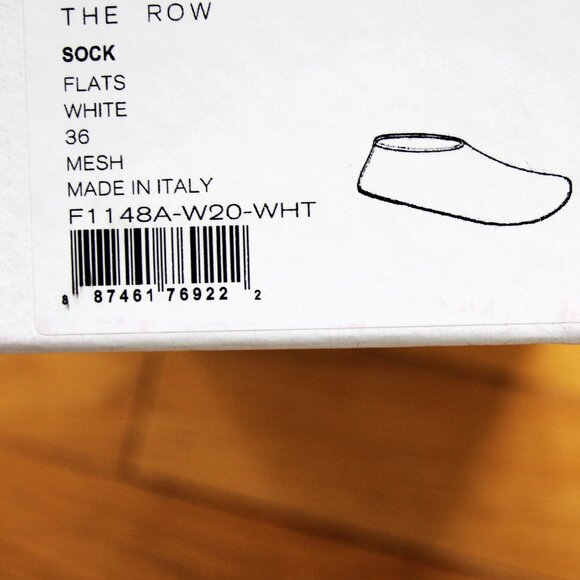 THE ROW
SOCK
FLATS
WHITE
36
MESH
MADE IN ITALY
F1148A-W20-WHT
8 87461 76922 2